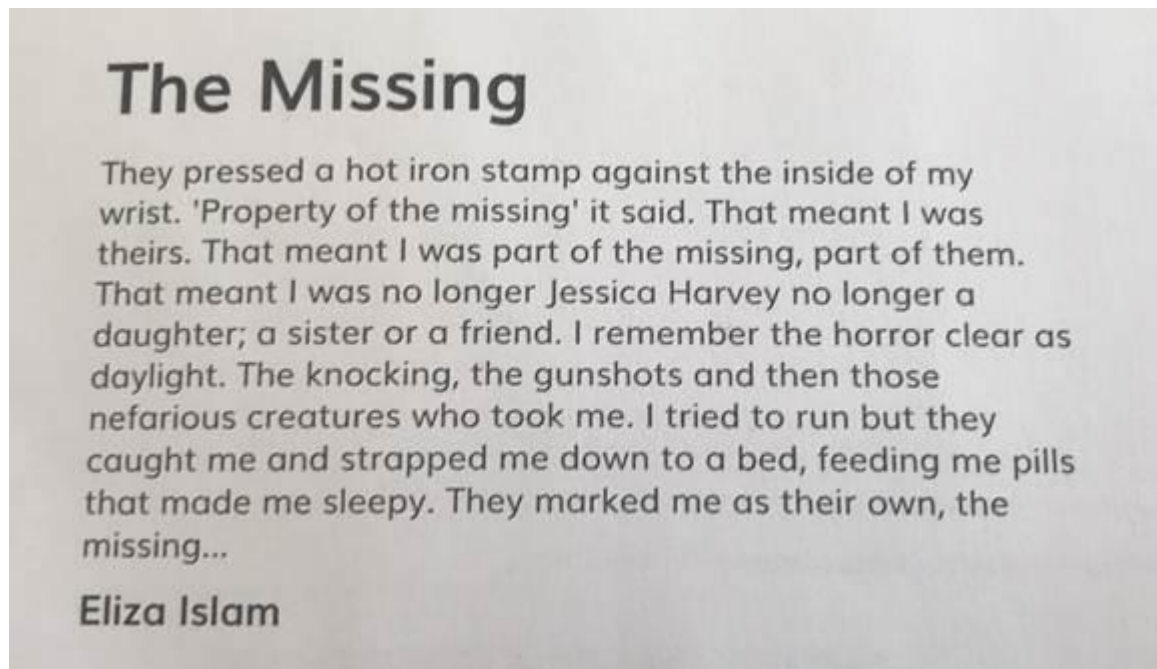 The Missing
They pressed a hot iron stamp against the inside of my
wrist. 'Property of the missing' it said. That meant I was
theirs. That meant I was part of the missing, part of them.
That meant I was no longer Jessica Harvey no longer a
daughter; a sister or a friend. I remember the horror clear as
daylight. The knocking, the gunshots and then those
nefarious creatures who took me. I tried to run but they
caught me and strapped me down to a bed, feeding me pills
that made me sleepy. They marked me as their own, the
missing...
Eliza Islam